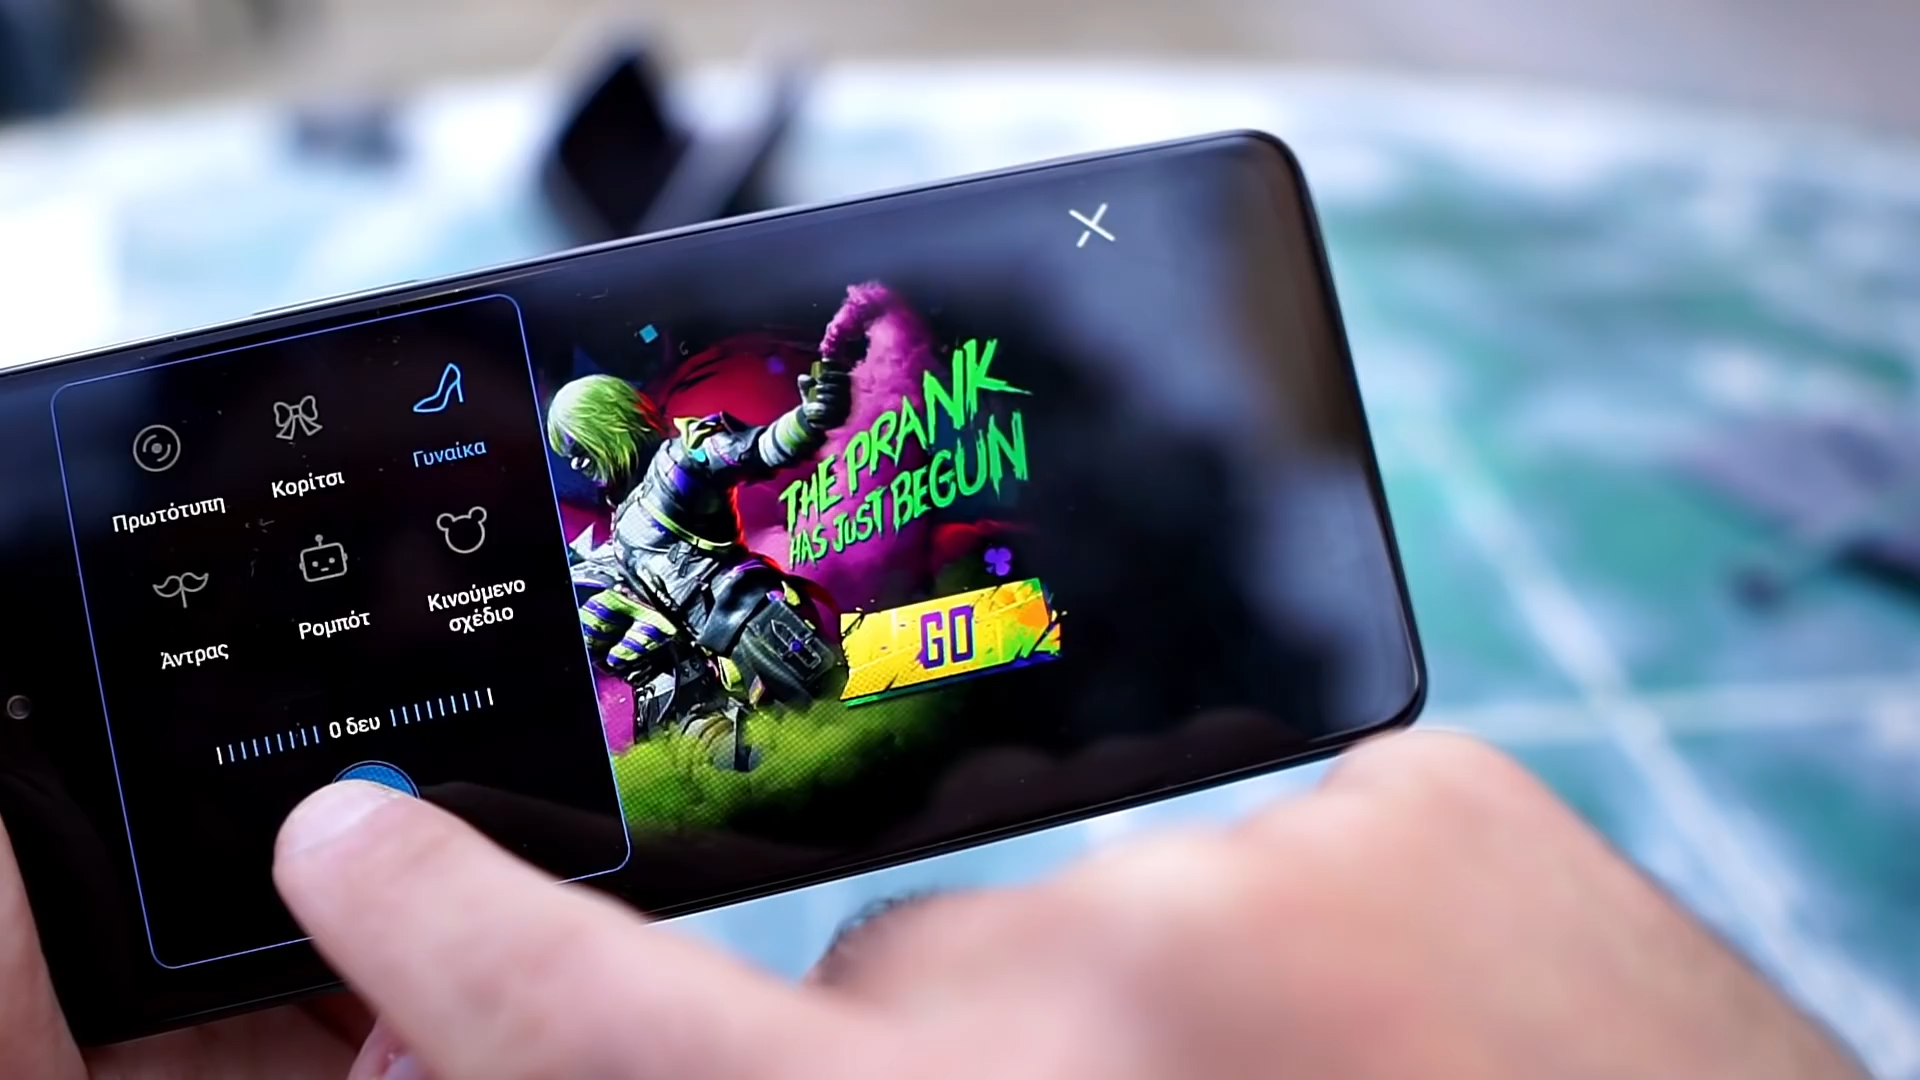 Πρωτότυπη
Κορίτσι
Γυναίκα
Άντρας
Ρομπότ
Κινούμενο
σχέδιο
0 δευ
THE PRANK
HAS JUST BEGUN
GO